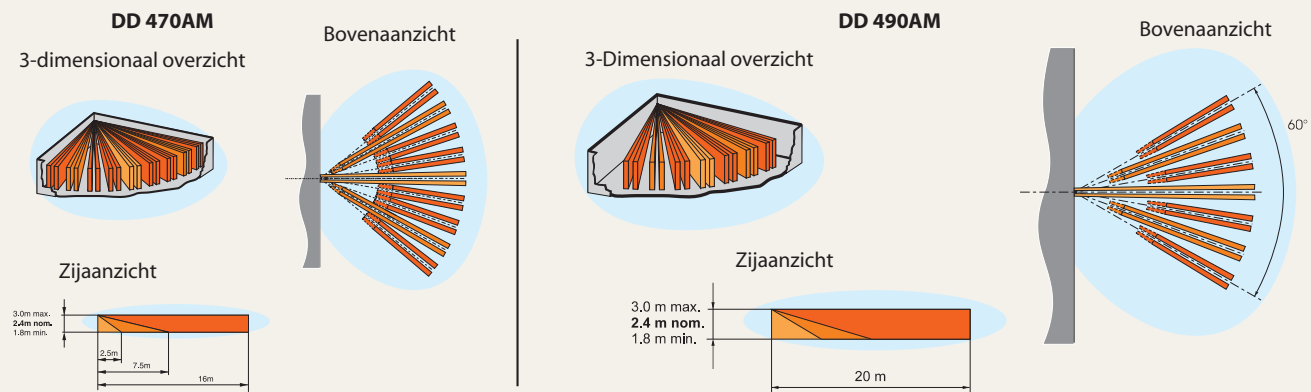 DD 470AM
Bovenaanzicht
3-dimensionaal overzicht
Zijaanzicht
3.0m max.
2.4m nom.
1.8m min.
2.5m
7.5m
16m
DD 490AM
Bovenaanzicht
3-Dimensionaal overzicht
60°
Zijaanzicht
3.0 m max.
2.4 m nom.
1.8 m min.
20 m